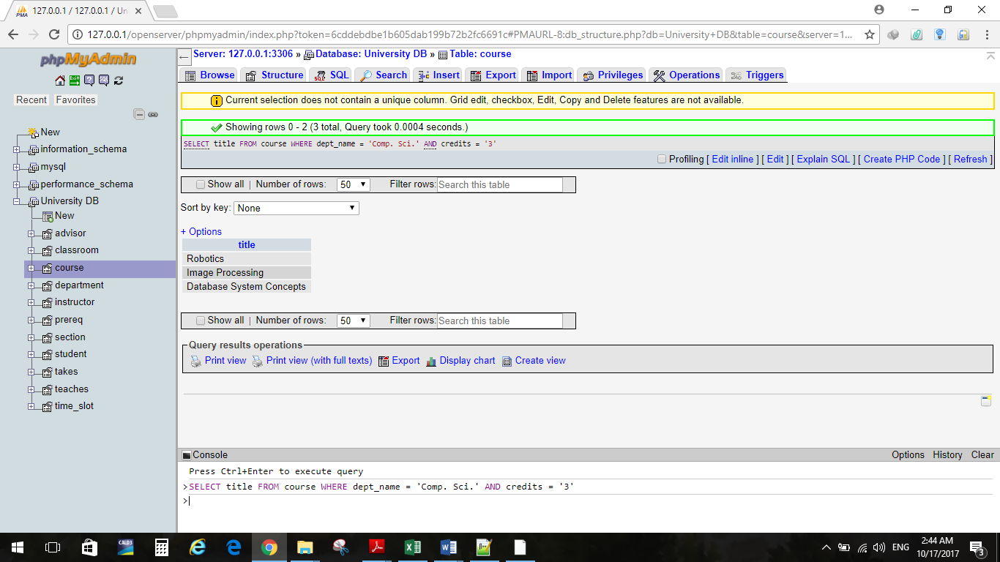 PMA
127.0.0.1 / 127.0.0.1 / Un
127.0.0.1/openserver/phpmyadmin/index.php?token=6cddebdbe1b605dab199b72b2fc6691c#PMAURL-8:db_structure.php?db=University+DB&table=course&server=1...
phpMyAdmin
Recent Favorites
New
information_schema
mysql
performance_schema
University DB
New
advisor
classroom
course
department
instructor
prereq
section
student
takes
teaches
time_slot
Server: 127.0.0.1:3306 » Database: University DB » Table: course
Browse Structure SQL Search Insert Export Import Privileges Operations Triggers
Current selection does not contain a unique column. Grid edit, checkbox, Edit, Copy and Delete features are not available.
Showing rows 0 - 2 (3 total, Query took 0.0004 seconds.)
SELECT title FROM course WHERE dept_name = 'Comp. Sci.' AND credits = '3'
Profiling [ Edit inline ] [ Edit ] [ Explain SQL ] [ Create PHP Code ] [ Refresh ]
Show all | Number of rows: 50 Filter rows: Search this table
Sort by key: None
+ Options
title
Robotics
Image Processing
Database System Concepts
Show all | Number of rows: 50 Filter rows: Search this table
Query results operations
Print view Print view (with full texts) Export Display chart Create view
Console Options History Clear
Press Ctrl+Enter to execute query
>SELECT title FROM course WHERE dept_name = 'Comp. Sci.' AND credits = '3'
>
CALD3
ENG
2:44 AM
10/17/2017
3